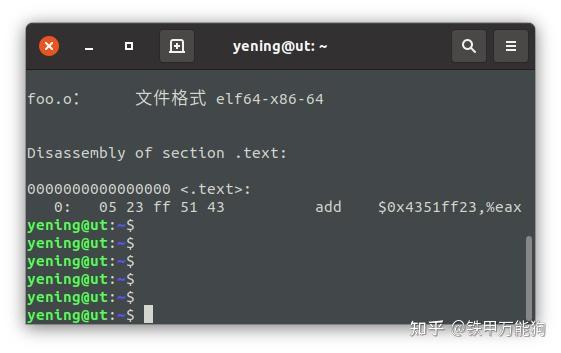 yening@ut: ~
foo.o：     文件格式 elf64-x86-64
Disassembly of section .text:
0000000000000000 <.text>:
   0:   05 23 ff 51 43          add    $0x4351ff23,%eax
yening@ut:~$
yening@ut:~$
yening@ut:~$
yening@ut:~$
yening@ut:~$
yening@ut:~$
知乎 @铁甲万能狗